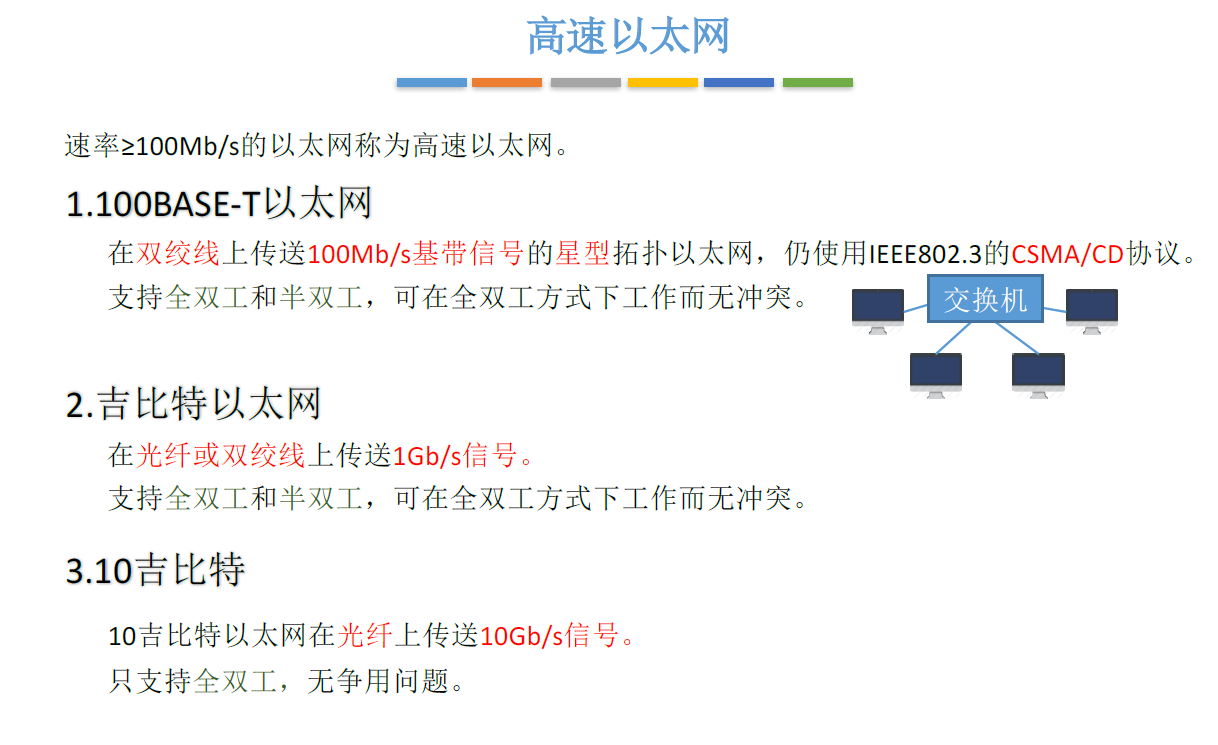 高速以太网
速率≥100Mb/s的以太网称为高速以太网。
1.100BASE-T以太网
在双绞线上传送100Mb/s基带信号的星型拓扑以太网，仍使用IEEE802.3的CSMA/CD协议。
支持全双工和半双工，可在全双工方式下工作而无冲突。
交换机
2.吉比特以太网
在光纤或双绞线上传送1Gb/s信号。
支持全双工和半双工，可在全双工方式下工作而无冲突。
3.10吉比特
10吉比特以太网在光纤上传送10Gb/s信号。
只支持全双工，无争用问题。